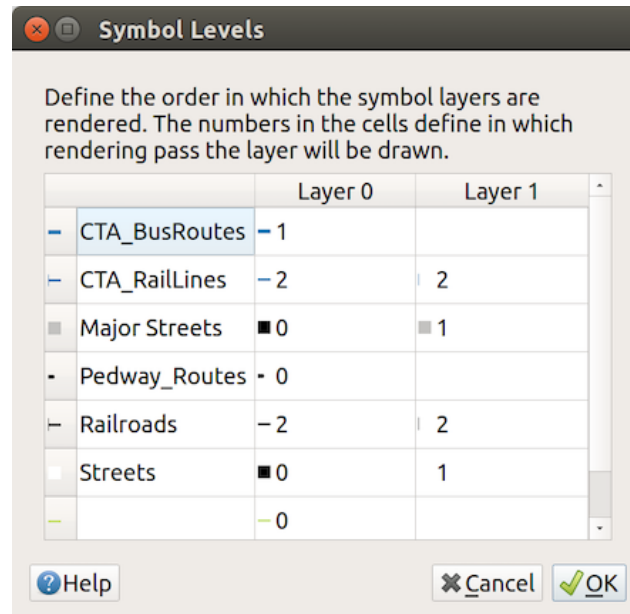 Symbol Levels
Define the order in which the symbol layers are
rendered. The numbers in the cells define in which
rendering pass the layer will be drawn.
Layer 0 Layer 1
CTA_BusRoutes 1
CTA_RailLines 2 2
Major Streets 0 1
Pedway_Routes 0
Railroads 2 2
Streets 0 1
0
Help Cancel OK